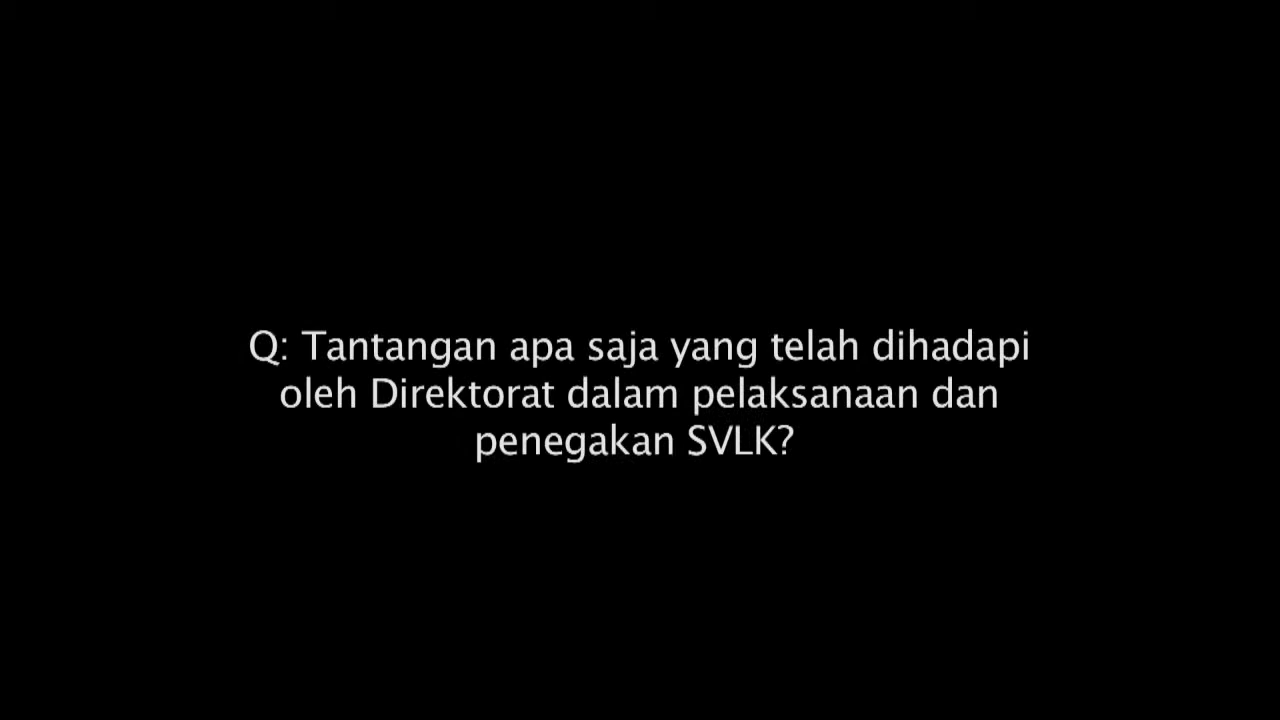 Q: Tantangan apa saja yang telah dihadapi
oleh Direktorat dalam pelaksanaan dan
penegakan SVLK?